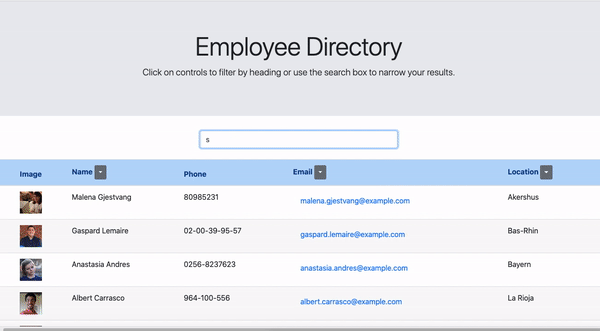 Employee Directory
Click on controls to filter by heading or use the search box to narrow your results.
s
Image Name Phone Email Location
Malena Gjestvang 80985231 malena.gjestvang@example.com Akershus
Gaspard Lemaire 02-00-39-95-57 gaspard.lemaire@example.com Bas-Rhin
Anastasia Andres 0256-8237623 anastasia.andres@example.com Bayern
Albert Carrasco 964-100-556 albert.carrasco@example.com La Rioja